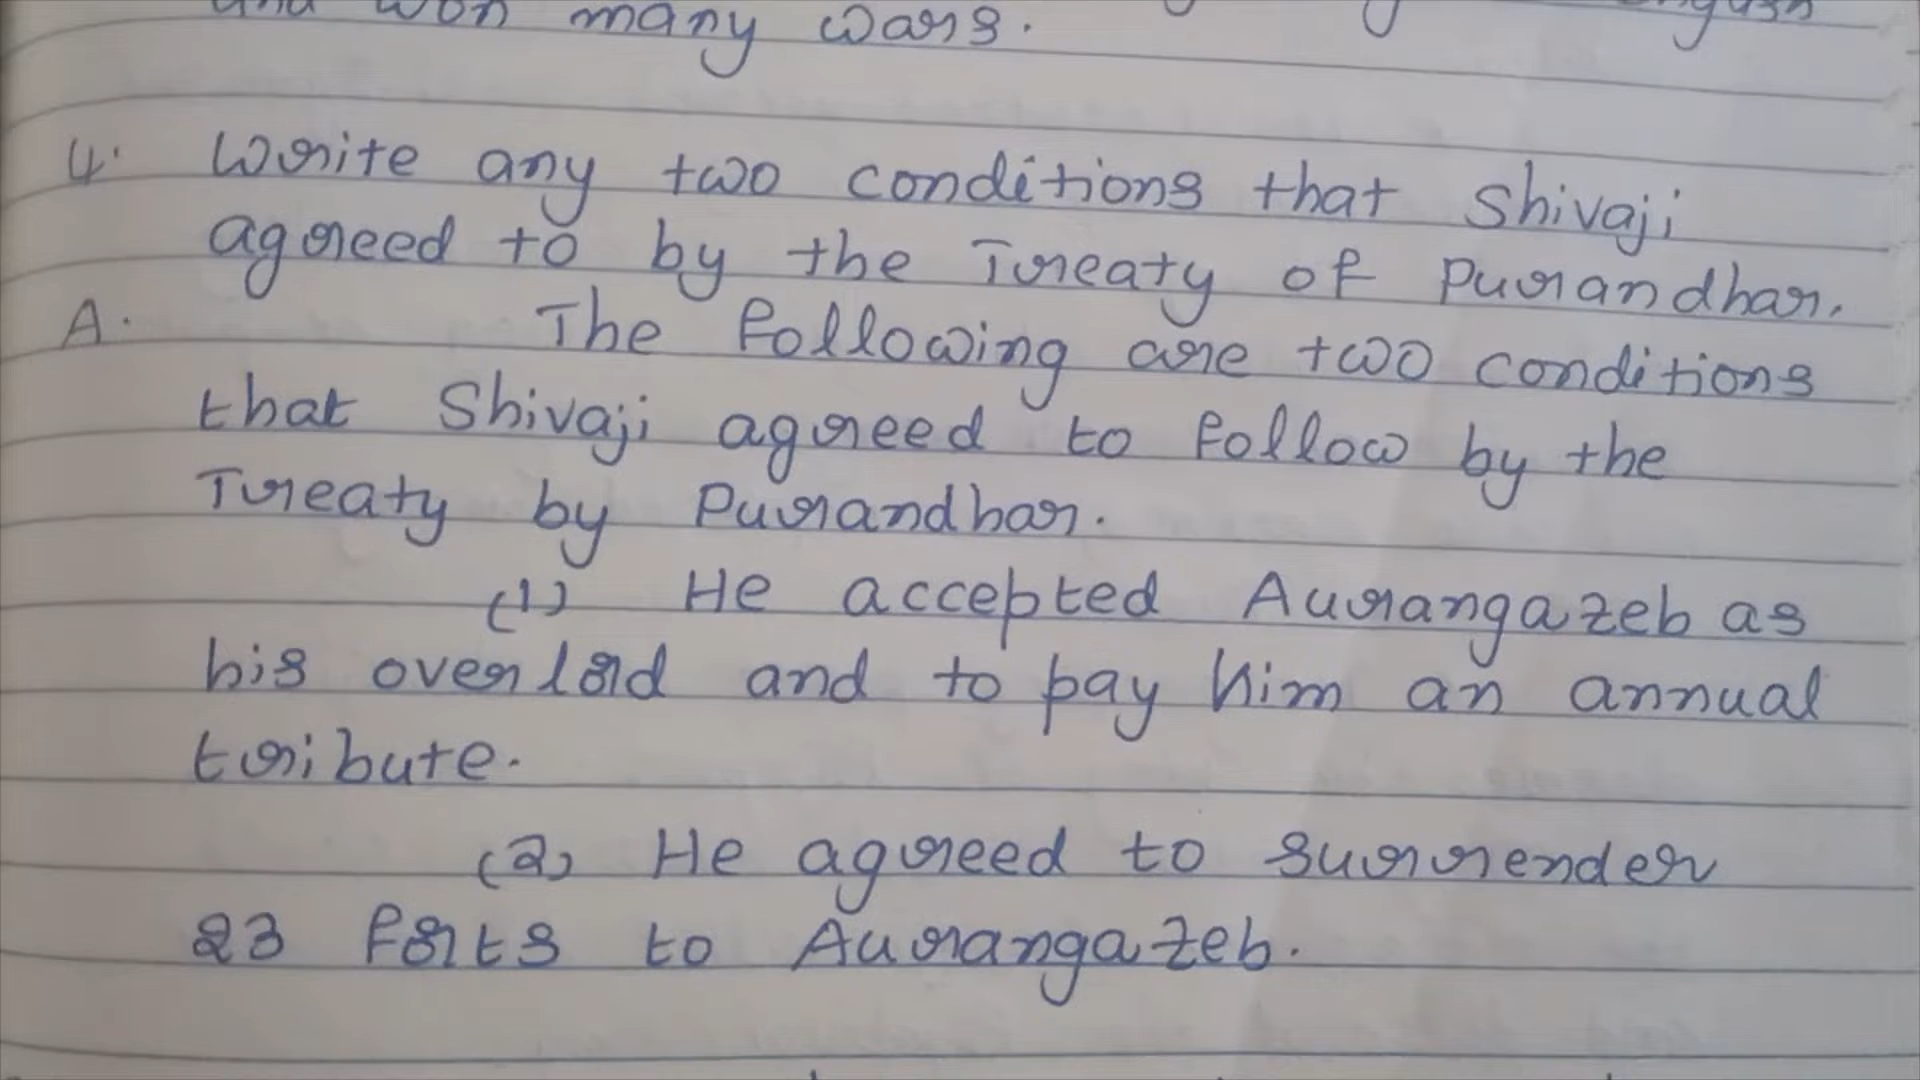 and won many wars.
4. Write any two conditions that Shivaji
agreed to by the Treaty of Purandhar.
A. The following are two conditions
that Shivaji agreed to follow by the
Treaty by Purandhar.
(1) He accepted Aurangazeb as
his overlord and to pay him an annual
tribute.
(2) He agreed to surrender
23 forts to Aurangazeb.